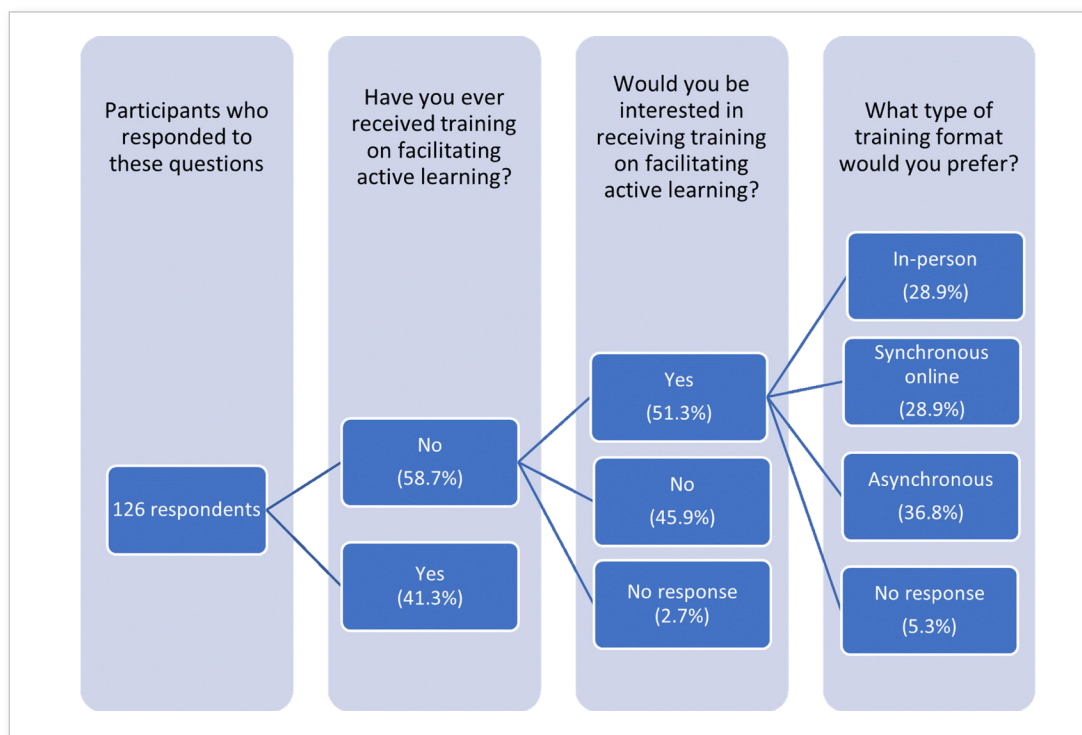 Participants who
responded to
these questions
Have you ever
received training
on facilitating
active learning?
Would you be
interested in
receiving training
on facilitating
active learning?
What type of
training format
would you prefer?
126 respondents
No
(58.7%)
Yes
(41.3%)
Yes
(51.3%)
No
(45.9%)
No response
(2.7%)
In-person
(28.9%)
Synchronous
online
(28.9%)
Asynchronous
(36.8%)
No response
(5.3%)